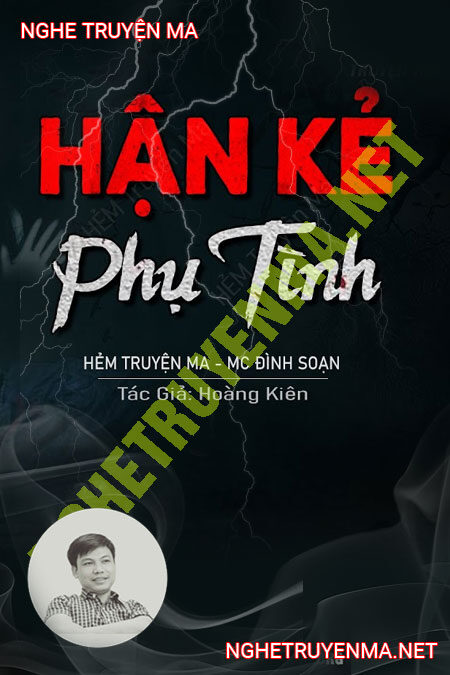 NGHE TRUYỆN MA
HẬN KẺ
Phụ Tình
HẺM TRUYỆN MA - MC ĐÌNH SOẠN
Tác Giả: Hoàng Kiên
NGHETRUYENMA.NET
NGHETRUYENMA.NET